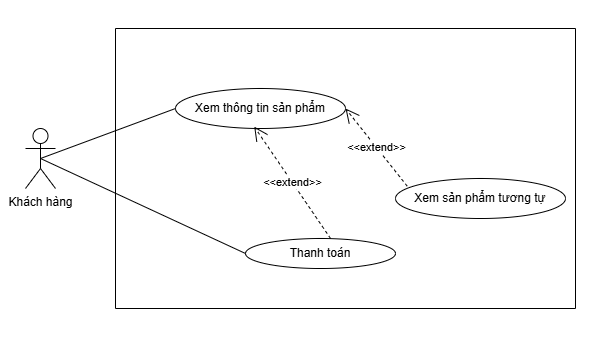 Xem thông tin sản phẩm
<<extend>>
<<extend>>
Khách hàng
Xem sản phẩm tương tự
Thanh toán